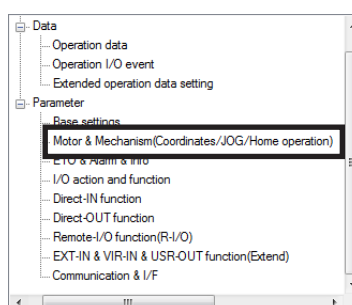 Data
Operation data
Operation I/O event
Extended operation data setting
Parameter
Base settings
Motor & Mechanism(Coordinates/JOG/Home operation)
ETO & Alarm & Info
I/O action and function
Direct-IN function
Direct-OUT function
Remote-I/O function(R-I/O)
EXT-IN & VIR-IN & USR-OUT function(Extend)
Communication & I/F